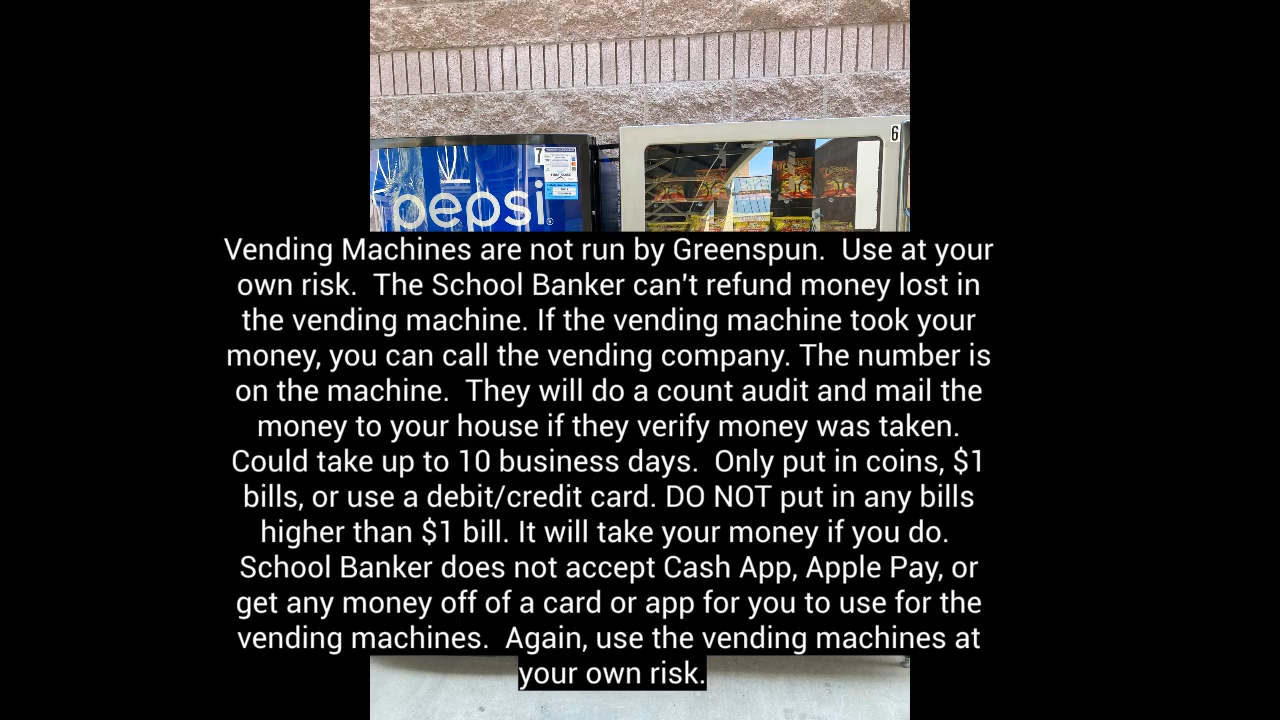 6
7
pepsi
Vending Machines are not run by Greenspun.  Use at your
own risk.  The School Banker can't refund money lost in
the vending machine. If the vending machine took your
money, you can call the vending company. The number is
on the machine.  They will do a count audit and mail the
money to your house if they verify money was taken.
Could take up to 10 business days.  Only put in coins, $1
bills, or use a debit/credit card. DO NOT put in any bills
higher than $1 bill. It will take your money if you do.
School Banker does not accept Cash App, Apple Pay, or
get any money off of a card or app for you to use for the
vending machines.  Again, use the vending machines at
your own risk.